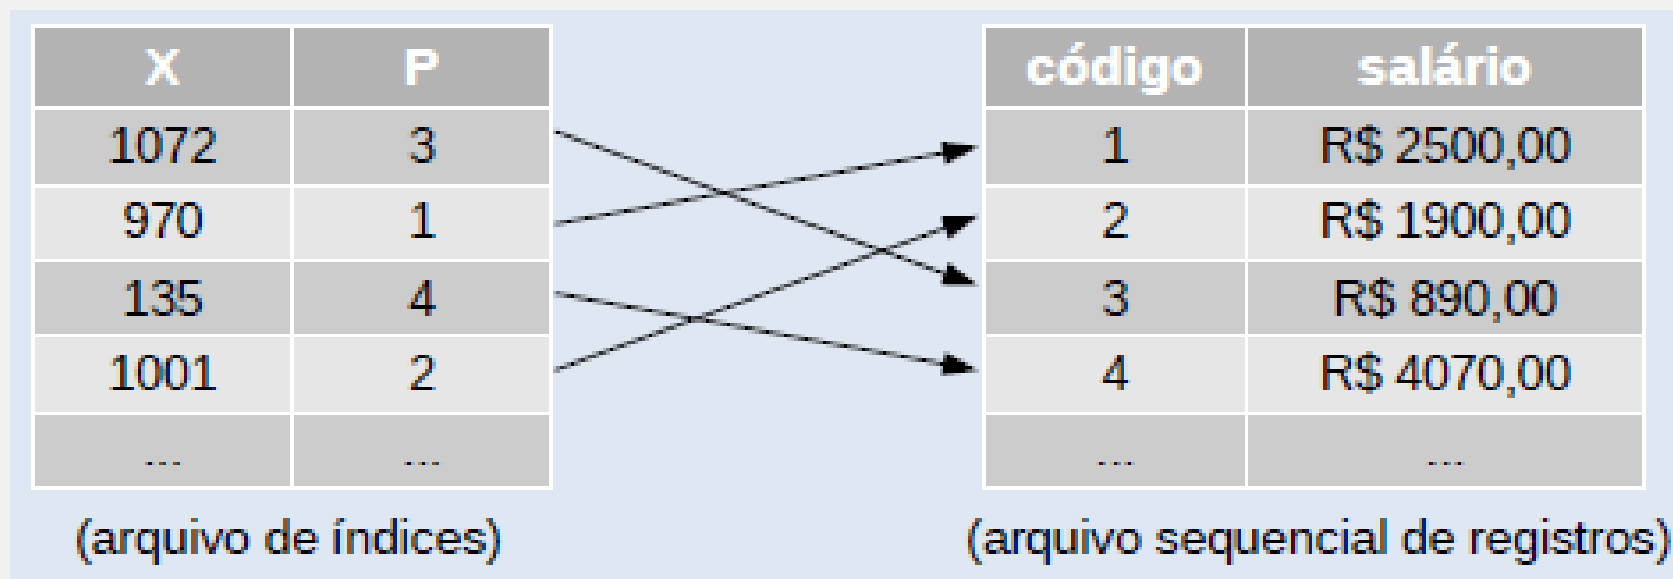 X P código salário
1072 3 1 R$ 2500,00
970 1 2 R$ 1900,00
135 4 3 R$ 890,00
1001 2 4 R$ 4070,00
... ... ... ...
(arquivo de índices) (arquivo sequencial de registros)